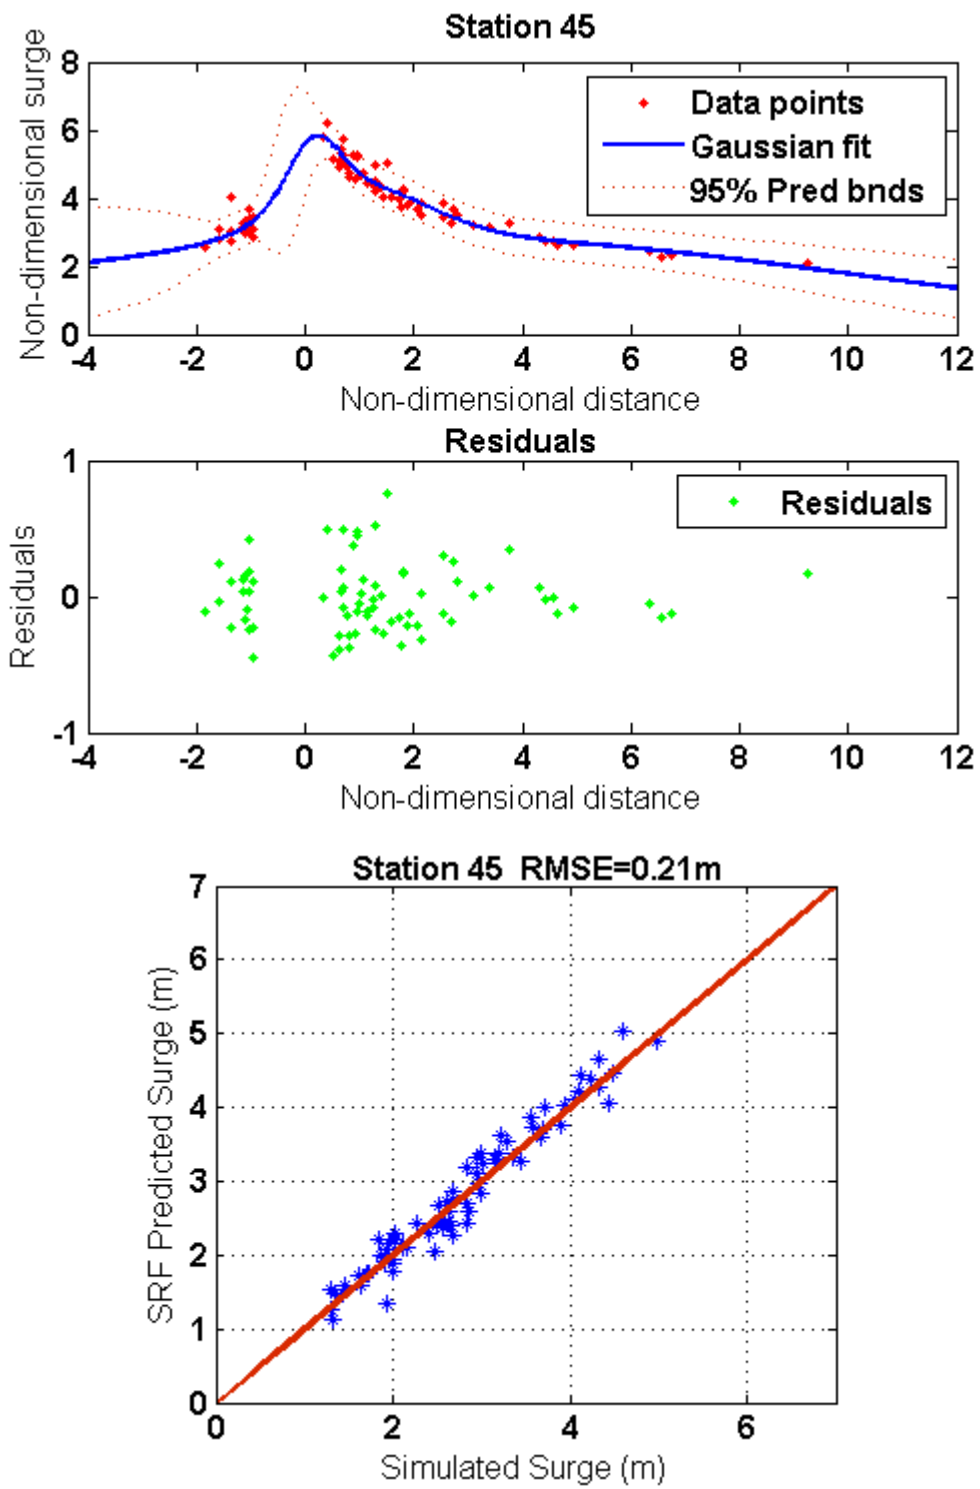 Station 45
Non-dimensional surge
8
6
4
2
0
Data points
Gaussian fit
95% Pred bnds
-4 -2 0 2 4 6 8 10 12
Non-dimensional distance
Residuals
Residuals
1
0
-1
Residuals
-4 -2 0 2 4 6 8 10 12
Non-dimensional distance
Station 45 RMSE=0.21m
SRF Predicted Surge (m)
7
6
5
4
3
2
1
0
0 2 4 6
Simulated Surge (m)